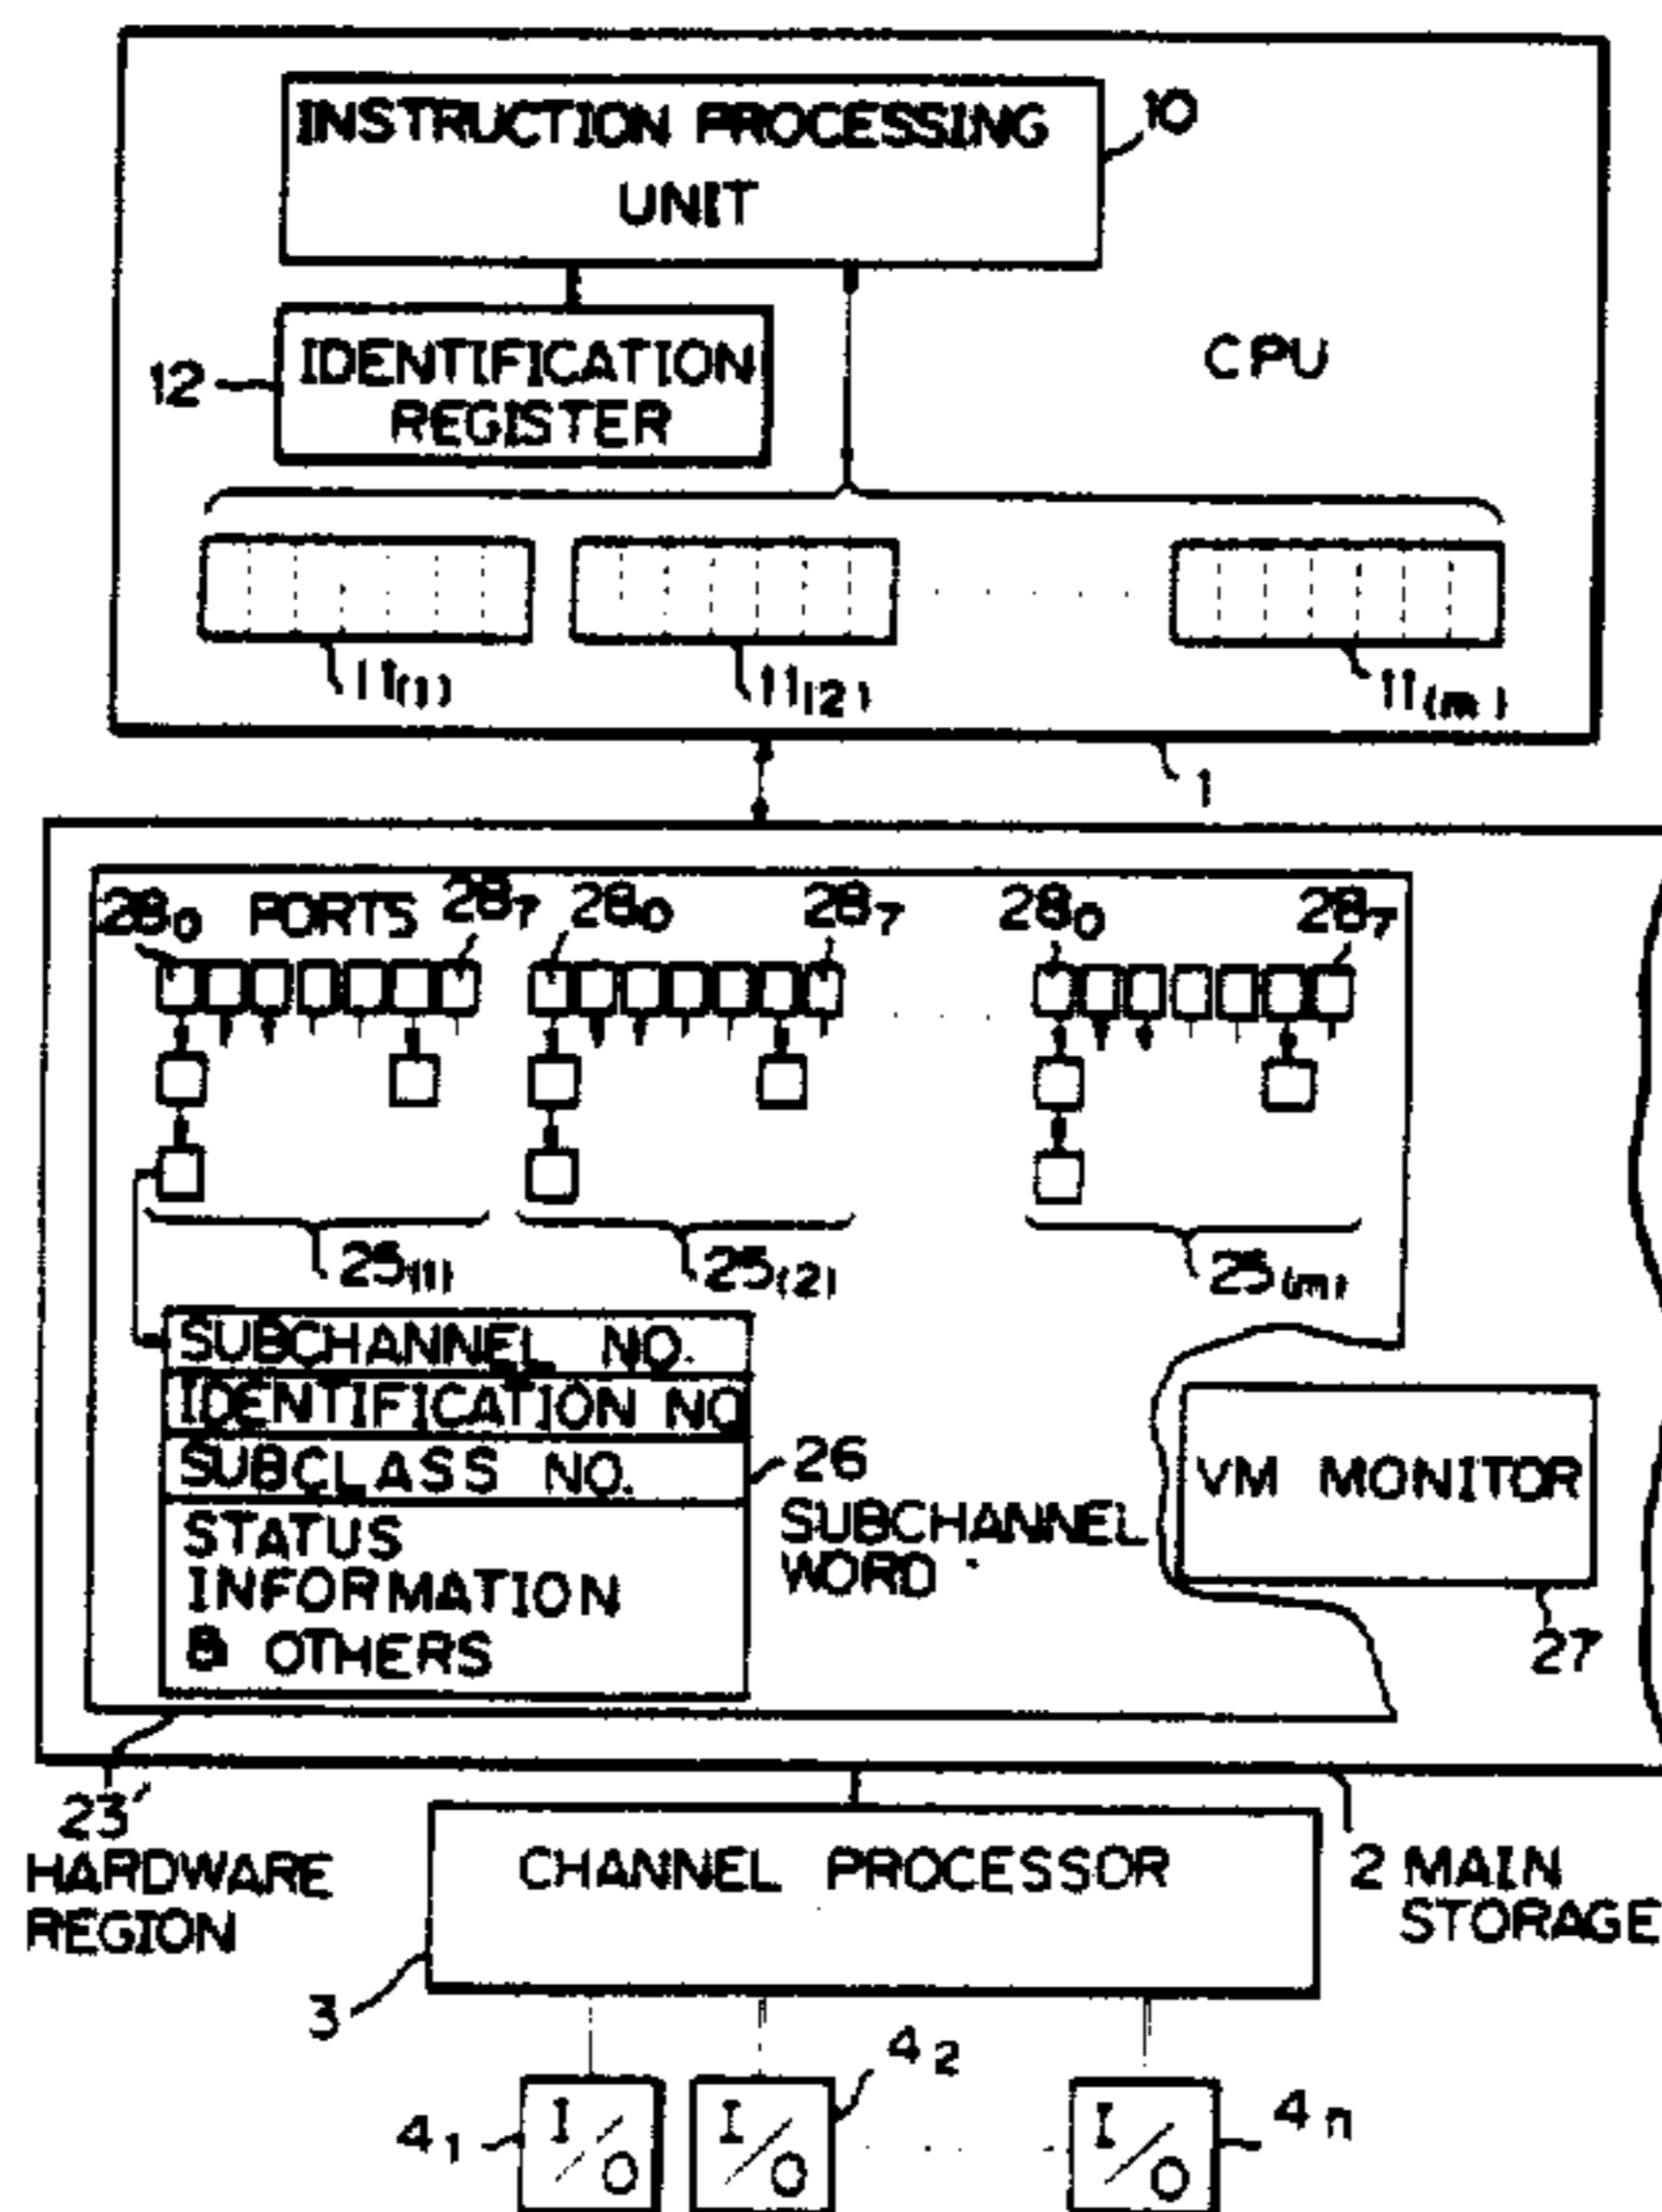 INSTRUCTION PROCESSING
UNIT
10
12
IDENTIFICATION
REGISTER
CPU
11(1)
11(2)
11(m)
1
28₀ PORTS 28₇ 28₀ 28₇ 28₀ 28₇
25(1)
25(2)
25(m)
SUBCHANNEL NO.
IDENTIFICATION NO
SUBCLASS NO.
STATUS
INFORMATION
& OTHERS
26
SUBCHANNEL
WORD
VM MONITOR
27
23'
HARDWARE
REGION
CHANNEL PROCESSOR
3
2 MAIN
STORAGE
4₁ I/O
I/O 4₂
I/O 4n